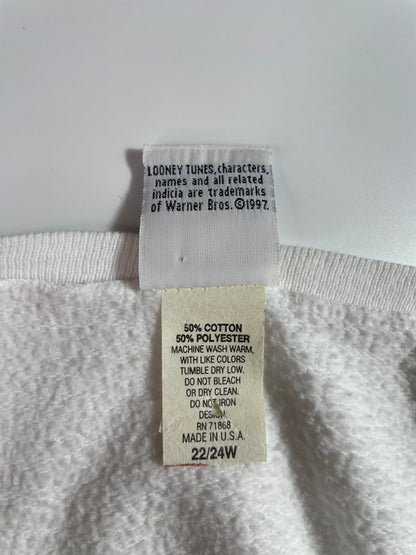 LOONEY TUNES, characters,
names and all related
indicia are trademarks
of Warner Bros. ©1997.
50% COTTON
50% POLYESTER
MACHINE WASH WARM,
WITH LIKE COLORS
TUMBLE DRY LOW.
DO NOT BLEACH
OR DRY CLEAN.
DO NOT IRON
DESIGN.
RN 71868
MADE IN U.S.A.
22/24W